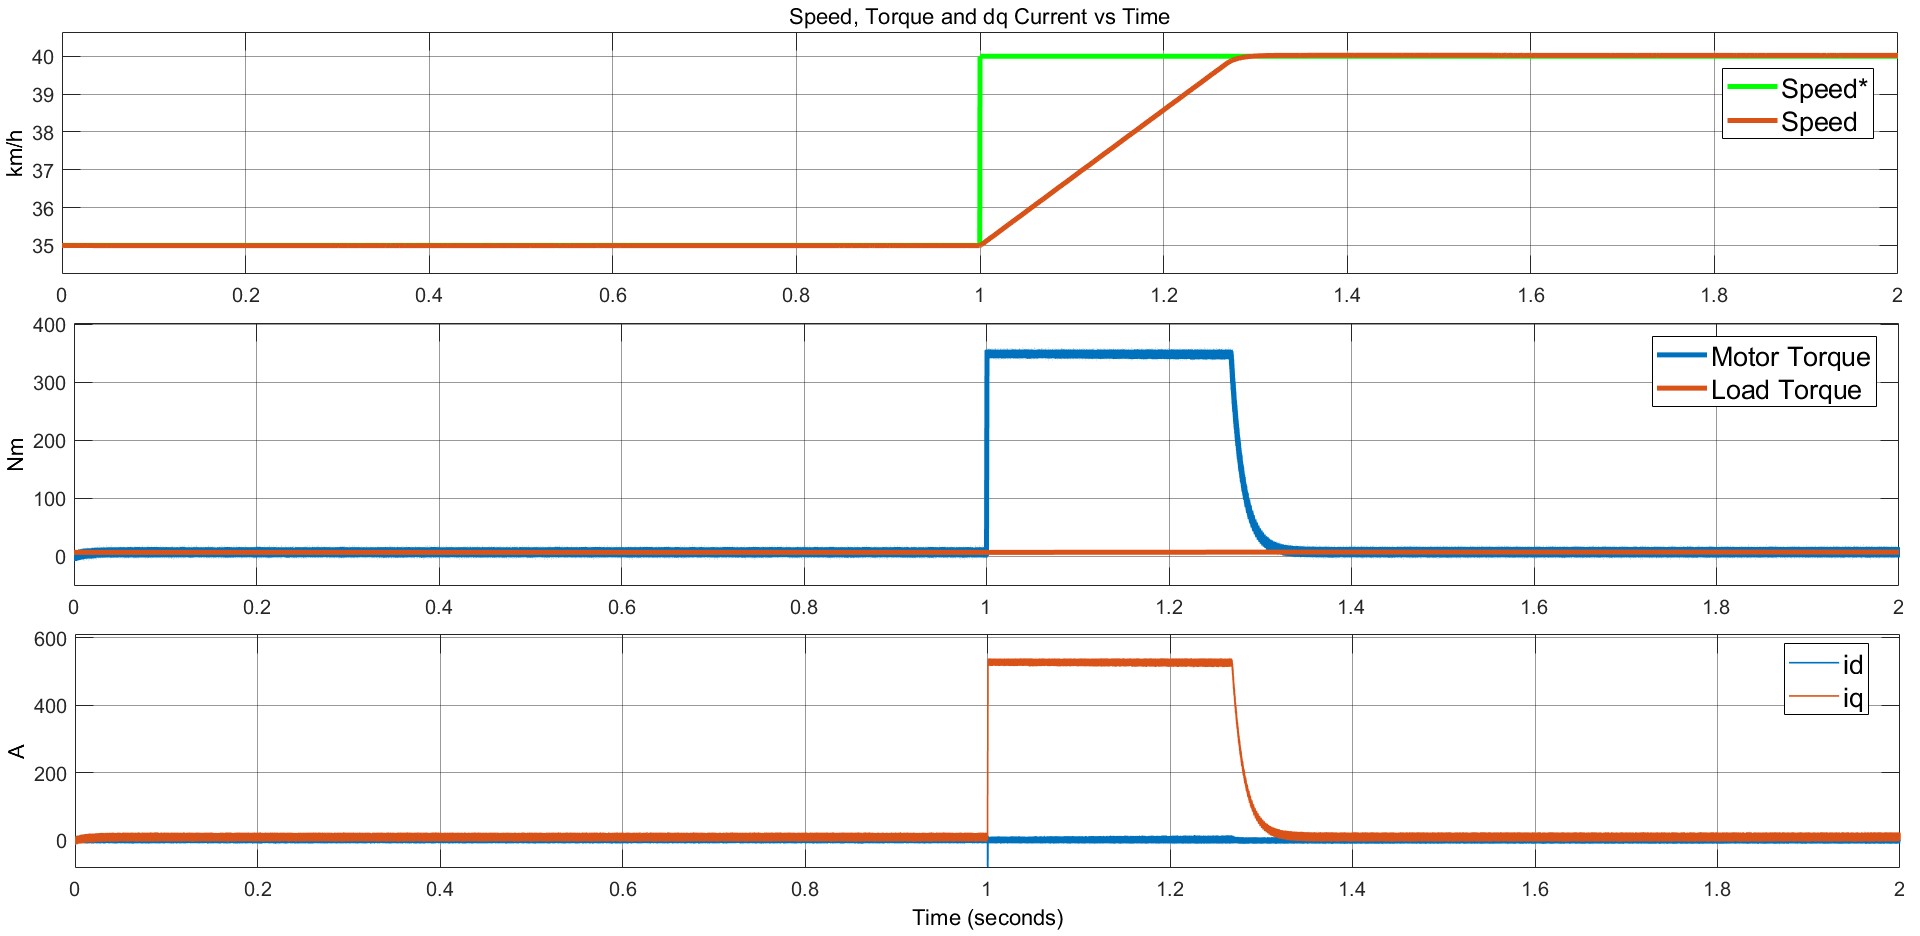 Speed, Torque and dq Current vs Time
40
39
38
37
36
35
km/h
Speed*
Speed
0 0.2 0.4 0.6 0.8 1 1.2 1.4 1.6 1.8 2
400
300
200
100
0
Nm
Motor Torque
Load Torque
0 0.2 0.4 0.6 0.8 1 1.2 1.4 1.6 1.8 2
600
400
200
0
A
id
iq
0 0.2 0.4 0.6 0.8 1 1.2 1.4 1.6 1.8 2
Time (seconds)